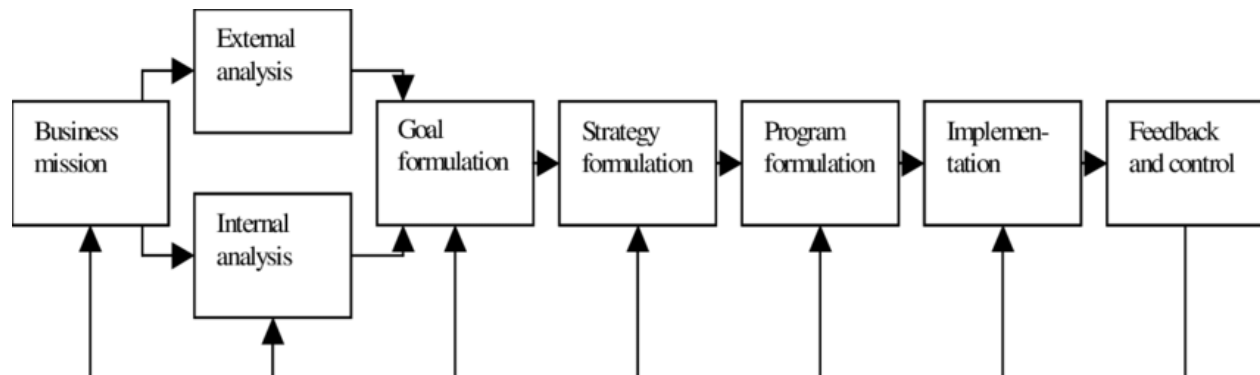 External
analysis
Business
mission
Internal
analysis
Goal
formulation
Strategy
formulation
Program
formulation
Implemen-
tation
Feedback
and control